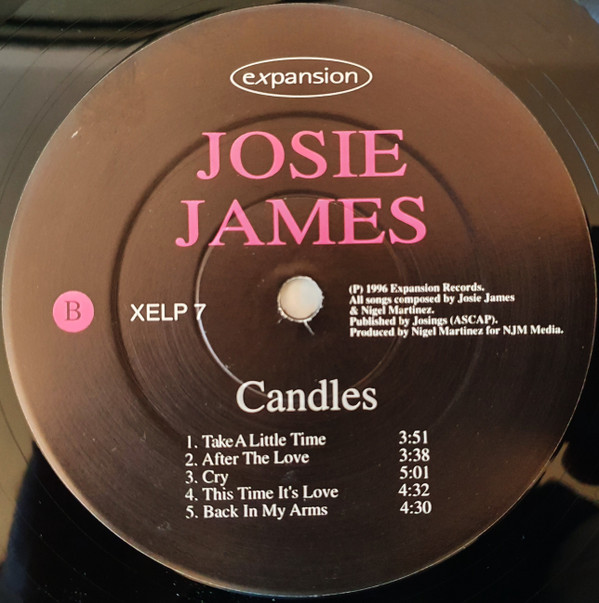 expansion
JOSIE
JAMES
B
XELP 7
(P) 1996 Expansion Records.
All songs composed by Josie James
& Nigel Martinez.
Published by Josings (ASCAP).
Produced by Nigel Martinez for NJM Media.
Candles
1. Take A Little Time 3:51
2. After The Love 3:38
3. Cry 5:01
4. This Time It's Love 4:32
5. Back In My Arms 4:30